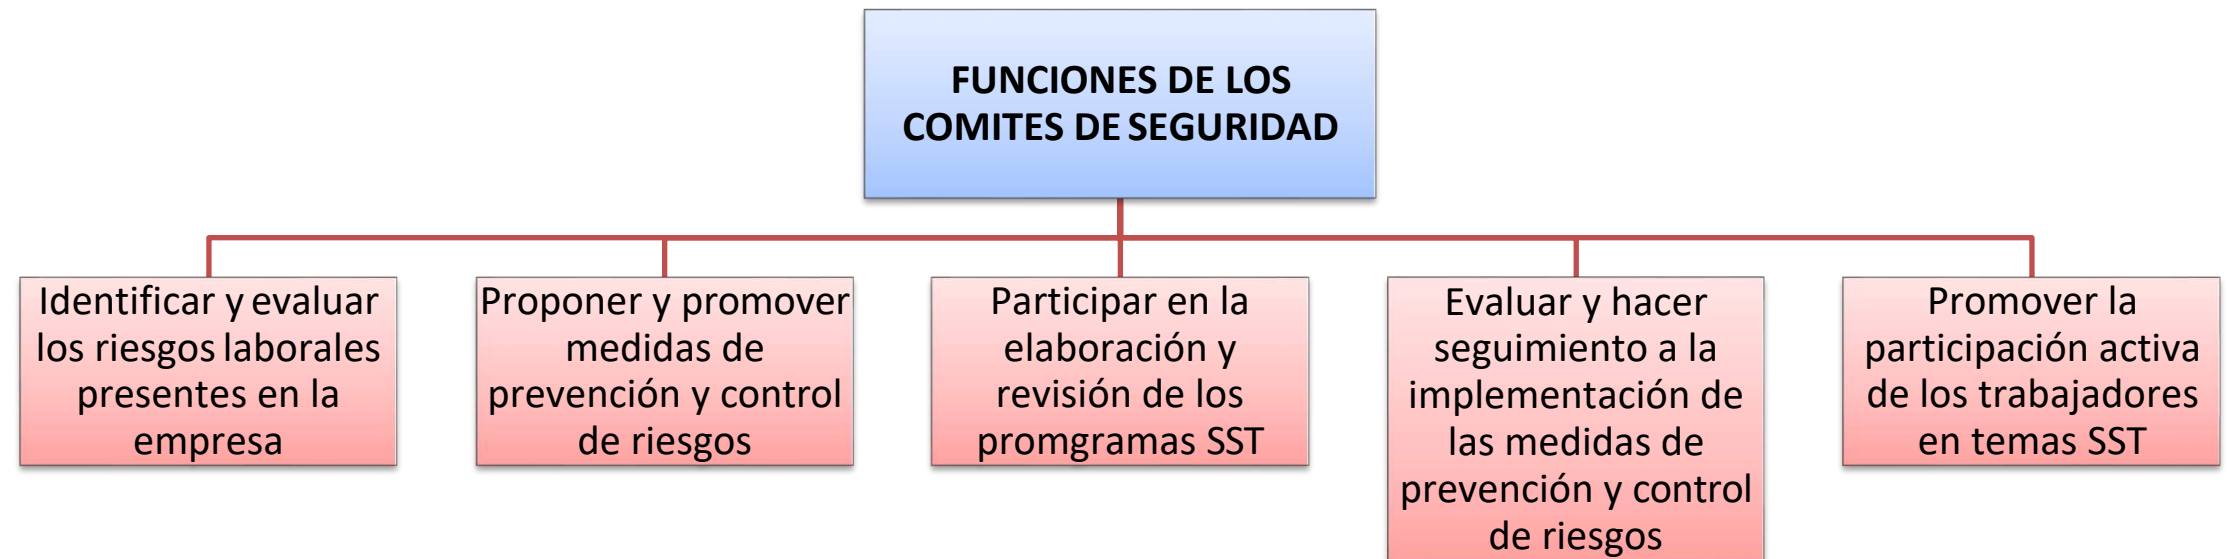 FUNCIONES DE LOS
COMITES DE SEGURIDAD
Identificar y evaluar
los riesgos laborales
presentes en la
empresa
Proponer y promover
medidas de
prevención y control
de riesgos
Participar en la
elaboración y
revisión de los
promgramas SST
Evaluar y hacer
seguimiento a la
implementación de
las medidas de
prevención y control
de riesgos
Promover la
participación activa
de los trabajadores
en temas SST